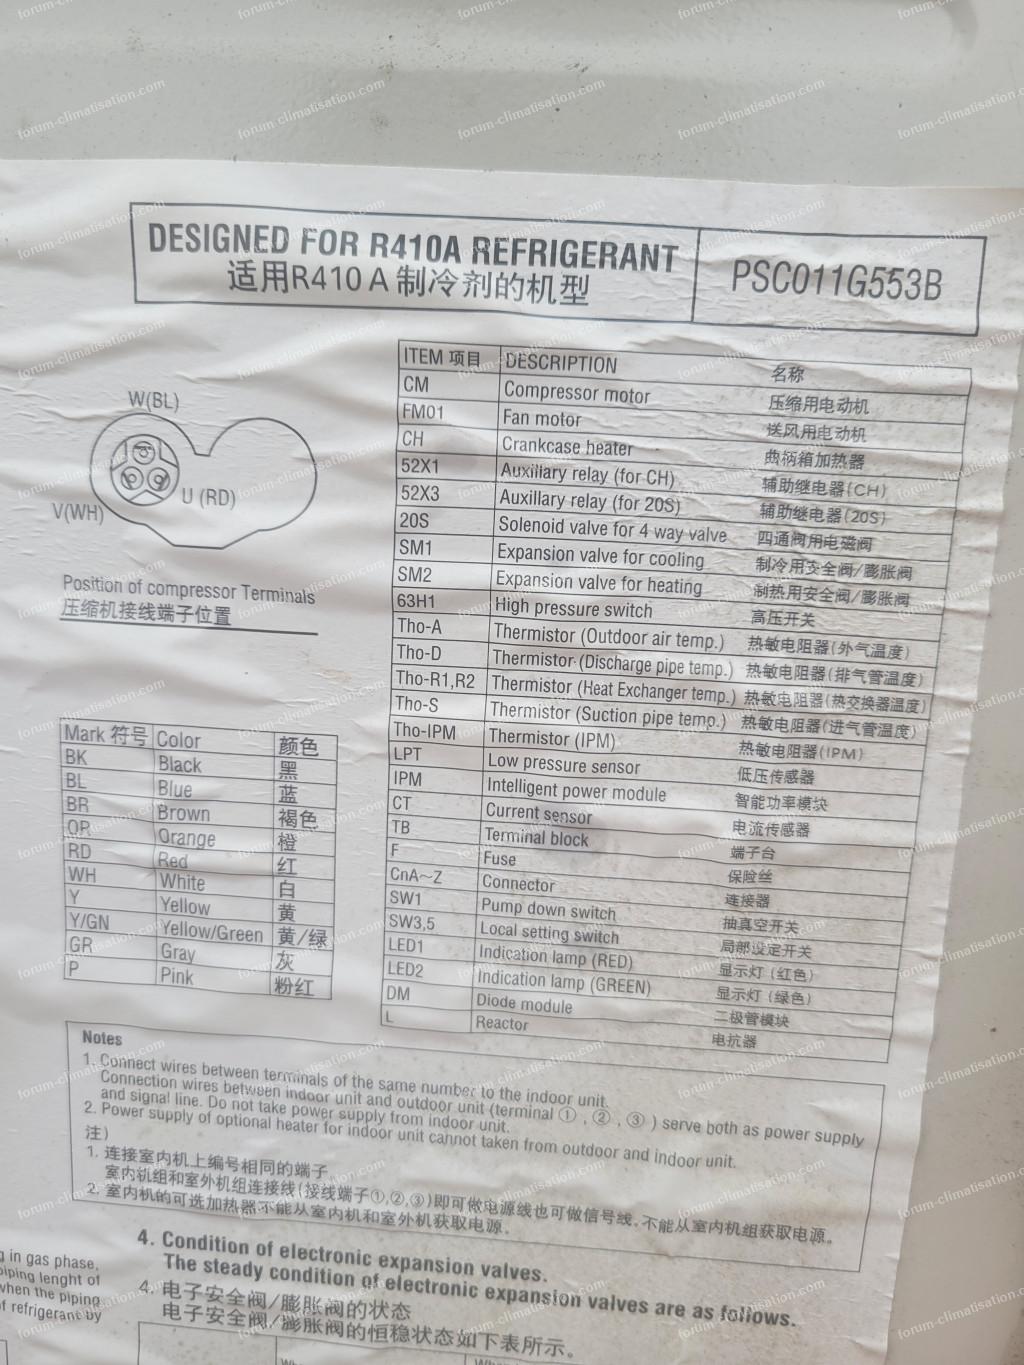 DESIGNED FOR R410A REFRIGERANT
适用R410A制冷剂的机型
PSC011G553B
W(BL)
U (RD)
V(WH)
Position of compressor Terminals
压缩机接线端子位置
ITEM 项目 DESCRIPTION 名称
CM Compressor motor 压缩用电动机
FM01 Fan motor 送风用电动机
CH Crankcase heater 曲柄箱加热器
52X1 Auxillary relay (for CH) 辅助继电器(CH)
52X3 Auxillary relay (for 20S) 辅助继电器(20S)
20S Solenoid valve for 4 way valve 四通阀用电磁阀
SM1 Expansion valve for cooling 制冷用安全阀/膨胀阀
SM2 Expansion valve for heating 制热用安全阀/膨胀阀
63H1 High pressure switch 高压开关
Tho-A Thermistor (Outdoor air temp.) 热敏电阻器(外气温度)
Tho-D Thermistor (Discharge pipe temp.) 热敏电阻器(排气管温度)
Tho-R1,R2 Thermistor (Heat Exchanger temp.) 热敏电阻器(热交换器温度)
Tho-S Thermistor (Suction pipe temp.) 热敏电阻器(进气管温度)
Tho-IPM Thermistor (IPM) 热敏电阻器(IPM)
LPT Low pressure sensor 低压传感器
IPM Intelligent power module 智能功率模块
CT Current sensor 电流传感器
TB Terminal block 端子台
F Fuse 保险丝
CnA~Z Connector 连接器
SW1 Pump down switch 抽真空开关
SW3,5 Local setting switch 局部设定开关
LED1 Indication lamp (RED) 显示灯 (红色)
LED2 Indication lamp (GREEN) 显示灯 (绿色)
DM Diode module 二极管模块
L Reactor 电抗器
Mark 符号 Color 颜色
BK Black 黑
BL Blue 蓝
BR Brown 褐色
OR Orange 橙
RD Red 红
WH White 白
Y Yellow 黄
Y/GN Yellow/Green 黄/绿
GR Gray 灰
P Pink 粉红
Notes
1. Connect wires between terminals of the same number to the indoor unit.
Connection wires between indoor unit and outdoor unit (terminal ①, ②, ③ ) serve both as power supply
and signal line. Do not take power supply from indoor unit.
2. Power supply of optional heater for indoor unit cannot taken from outdoor and indoor unit.
注)
1. 连接室内机上编号相同的端子
室内机组和室外机组连接线(接线端子①,②,③)即可做电源线也可做信号线,不能从室内机组获取电源。
2. 室内机的可选加热器不能从室内机和室外机获取电源。
4. Condition of electronic expansion valves.
The steady condition of electronic expansion valves are as follows.
4. 电子安全阀/膨胀阀的状态
电子安全阀/膨胀阀的恒稳状态如下表所示。
in gas phase,
piping lenght of
when the piping
f refrigerant by
forum-climatisation.com